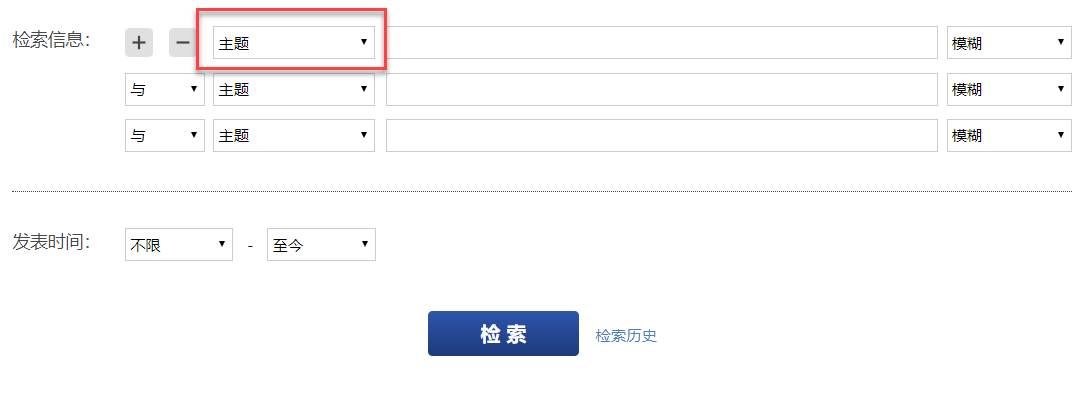 检索信息： 主题 模糊
与 主题 模糊
与 主题 模糊
发表时间： 不限 - 至今
检 索 检索历史